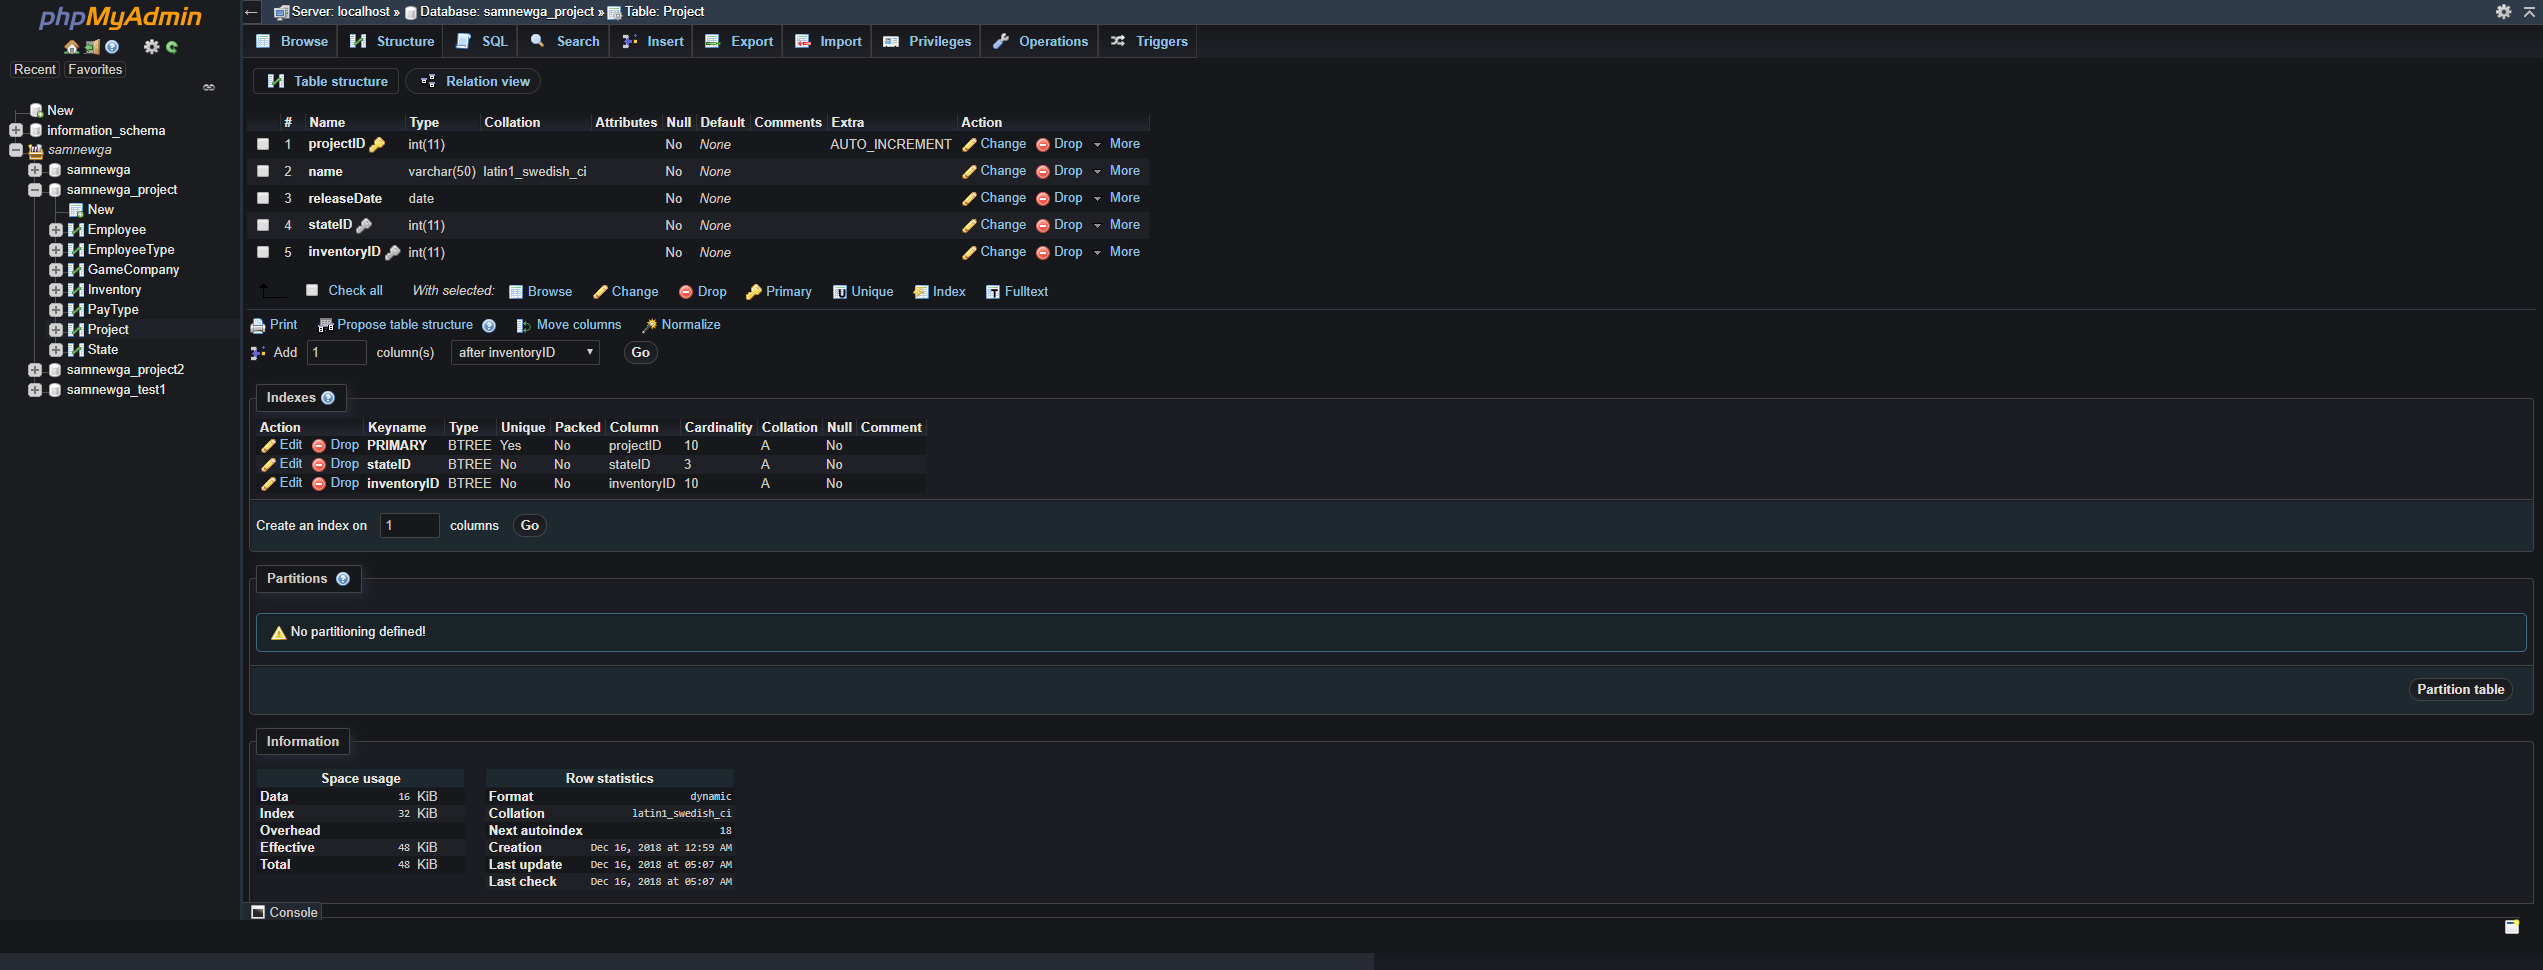 phpMyAdmin
Recent Favorites
New
information_schema
samnewga
samnewga
samnewga_project
New
Employee
EmployeeType
GameCompany
Inventory
PayType
Project
State
samnewga_project2
samnewga_test1
Server: localhost » Database: samnewga_project » Table: Project
Browse Structure SQL Search Insert Export Import Privileges Operations Triggers
Table structure Relation view
# Name Type Collation Attributes Null Default Comments Extra Action
1 projectID int(11) No None AUTO_INCREMENT Change Drop More
2 name varchar(50) latin1_swedish_ci No None Change Drop More
3 releaseDate date No None Change Drop More
4 stateID int(11) No None Change Drop More
5 inventoryID int(11) No None Change Drop More
Check all With selected: Browse Change Drop Primary Unique Index Fulltext
Print Propose table structure Move columns Normalize
Add 1 column(s) after inventoryID Go
Indexes
Action Keyname Type Unique Packed Column Cardinality Collation Null Comment
Edit Drop PRIMARY BTREE Yes No projectID 10 A No
Edit Drop stateID BTREE No No stateID 3 A No
Edit Drop inventoryID BTREE No No inventoryID 10 A No
Create an index on 1 columns Go
Partitions
No partitioning defined!
Partition table
Information
Space usage
Data 16 KiB
Index 32 KiB
Overhead
Effective 48 KiB
Total 48 KiB
Row statistics
Format dynamic
Collation latin1_swedish_ci
Next autoindex 18
Creation Dec 16, 2018 at 12:59 AM
Last update Dec 16, 2018 at 05:07 AM
Last check Dec 16, 2018 at 05:07 AM
Console